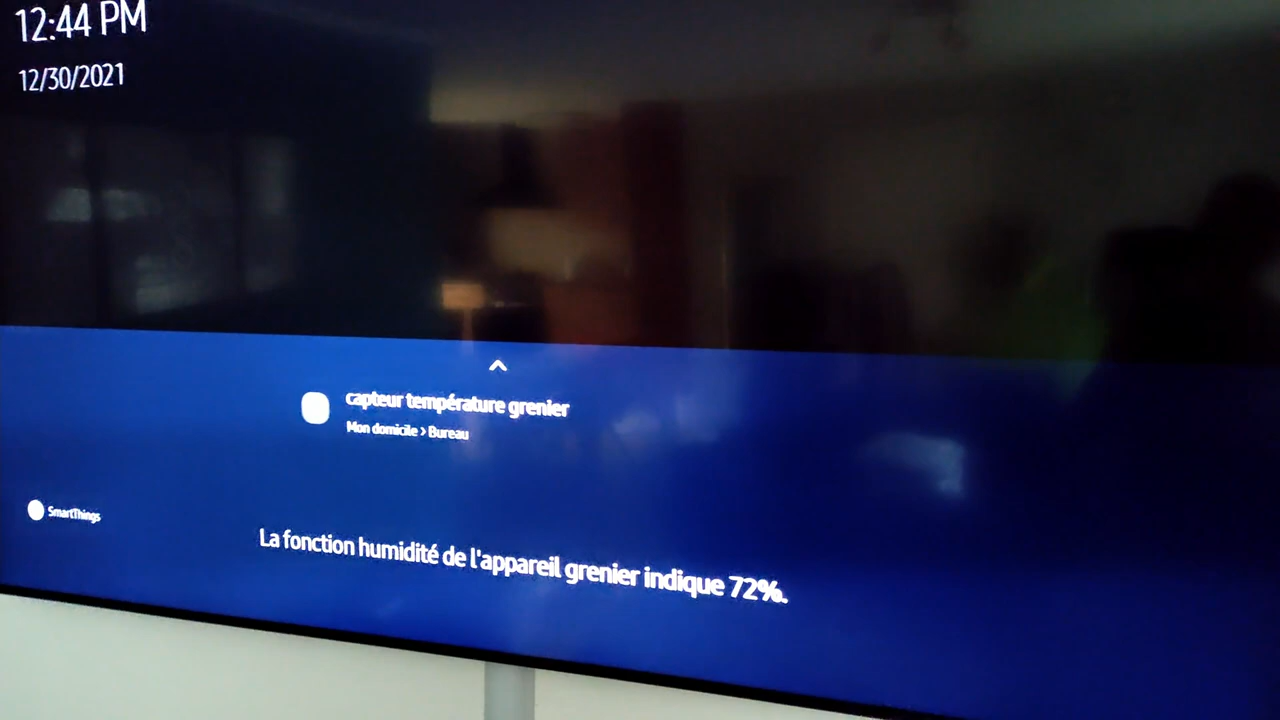 12:44 PM
12/30/2021
capteur température grenier
Mon domicile > Bureau
SmartThings
La fonction humidité de l'appareil grenier indique 72%.